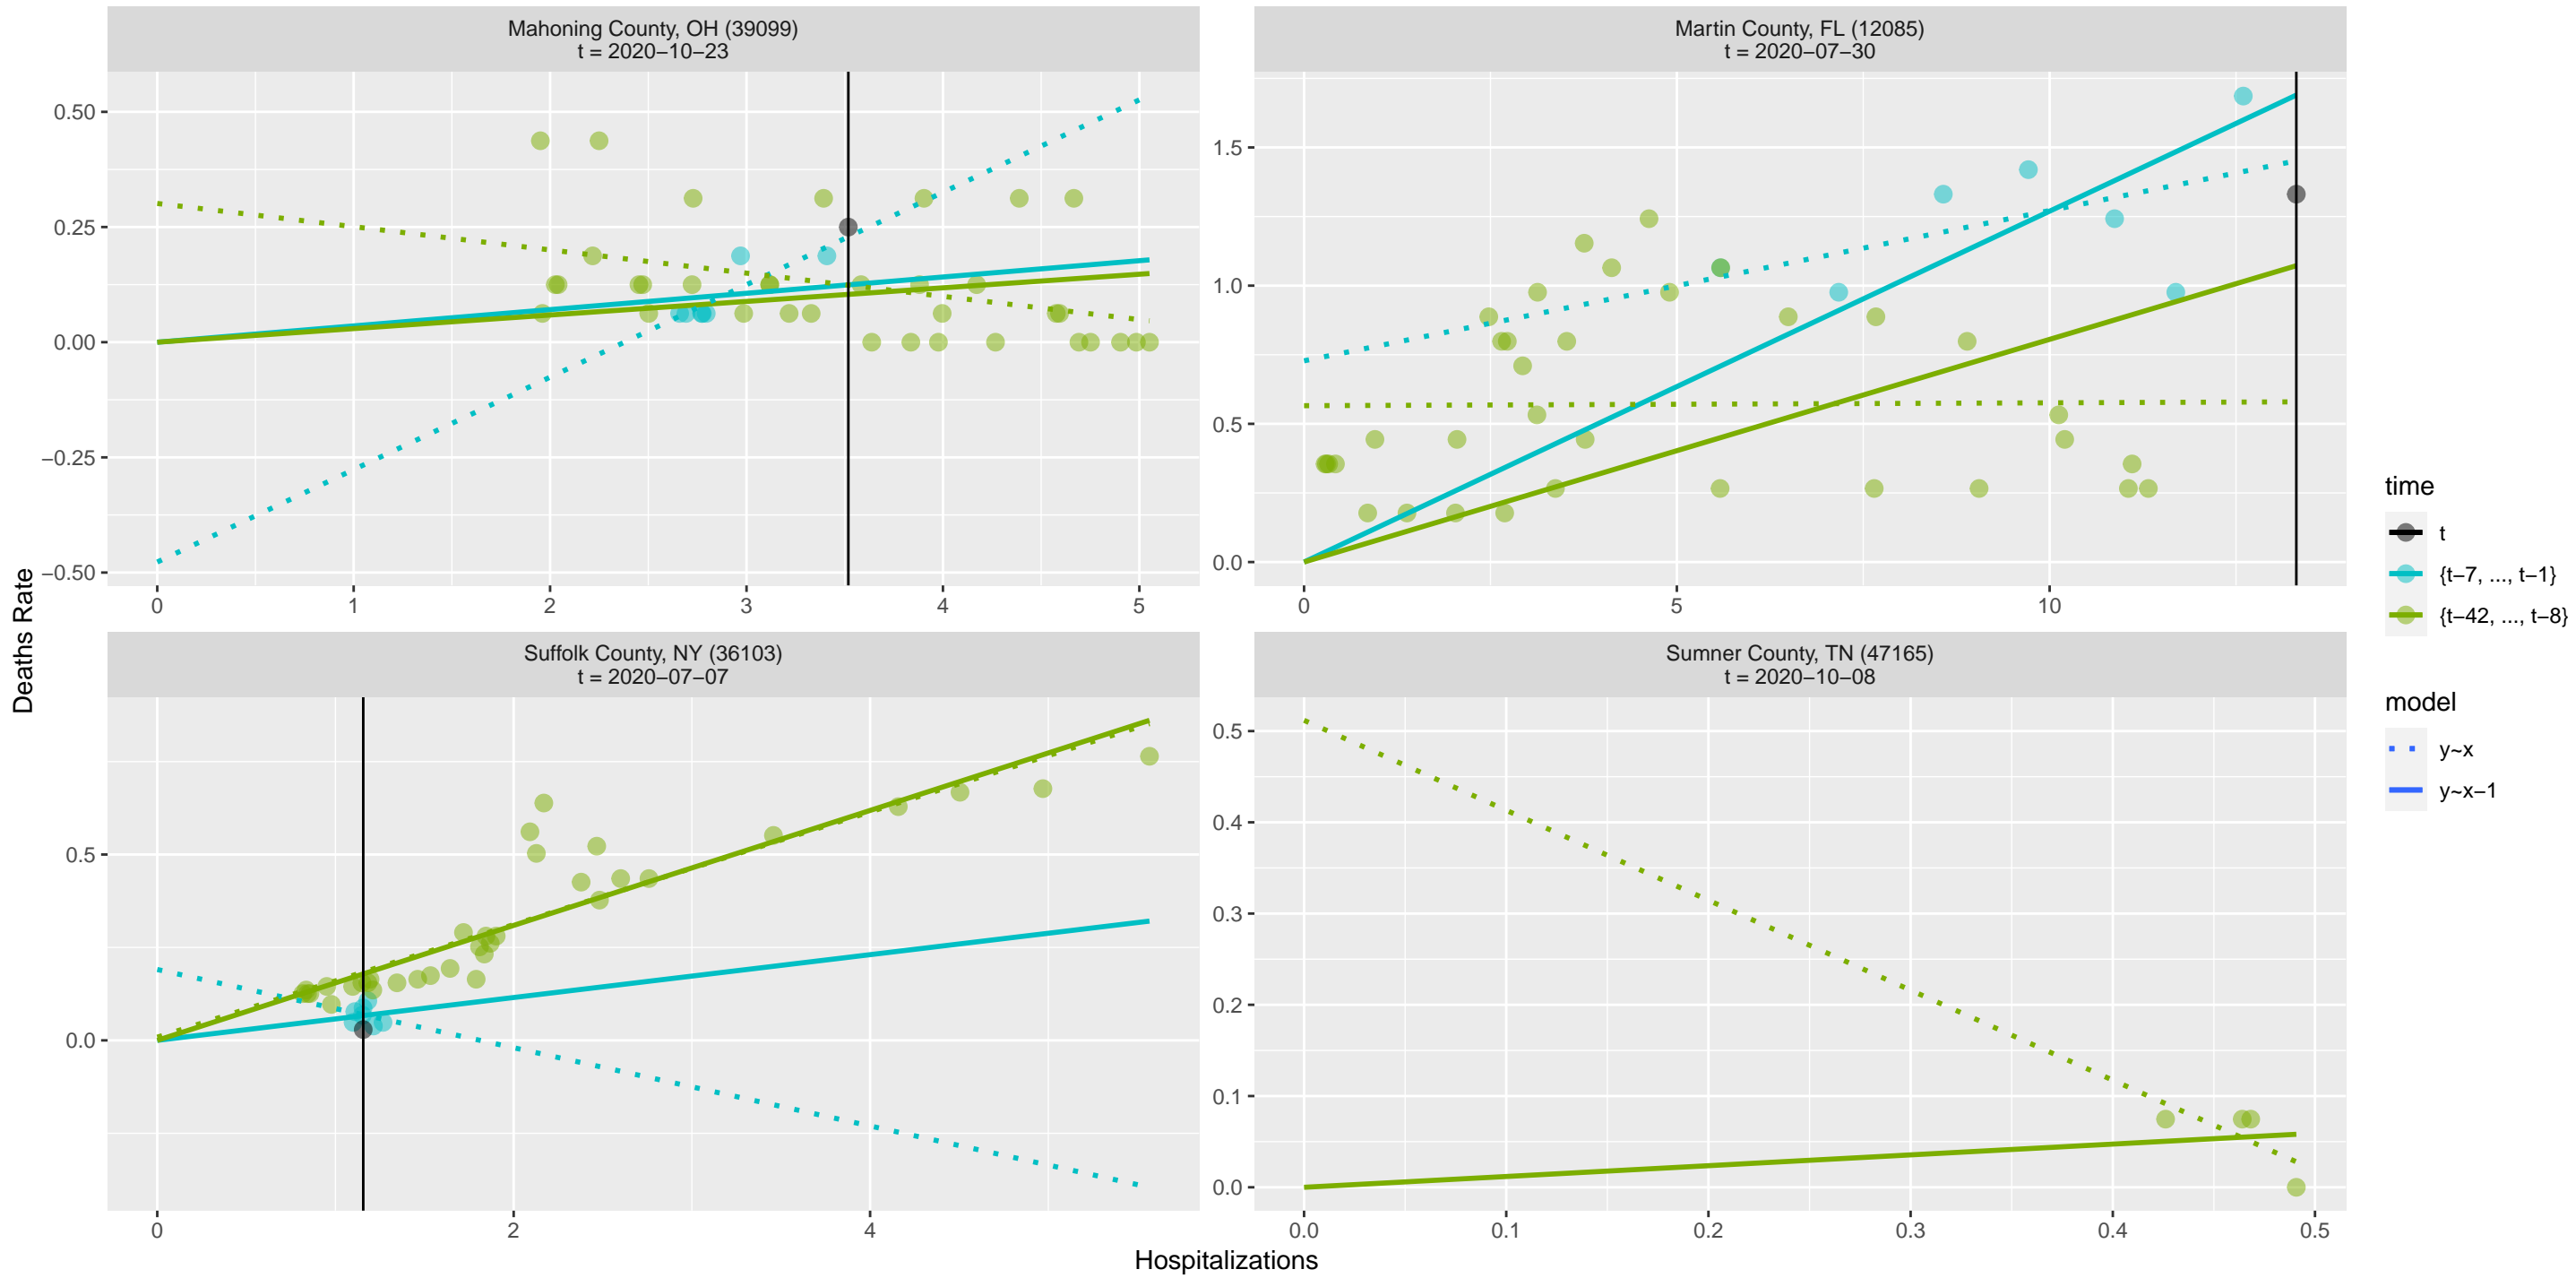 Mahoning County, OH (39099)
t = 2020−10−23
Martin County, FL (12085)
t = 2020−07−30
0.50
0.25
0.00
−0.25
−0.50
0 1 2 3 4 5
1.5
1.0
0.5
0.0
0 5 10
Suffolk County, NY (36103)
t = 2020−07−07
Sumner County, TN (47165)
t = 2020−10−08
0.5
0.0
0 2 4
0.5
0.4
0.3
0.2
0.1
0.0
0.0 0.1 0.2 0.3 0.4 0.5
Deaths Rate
Hospitalizations
time
t
{t−7, ..., t−1}
{t−42, ..., t−8}
model
y~x
y~x−1